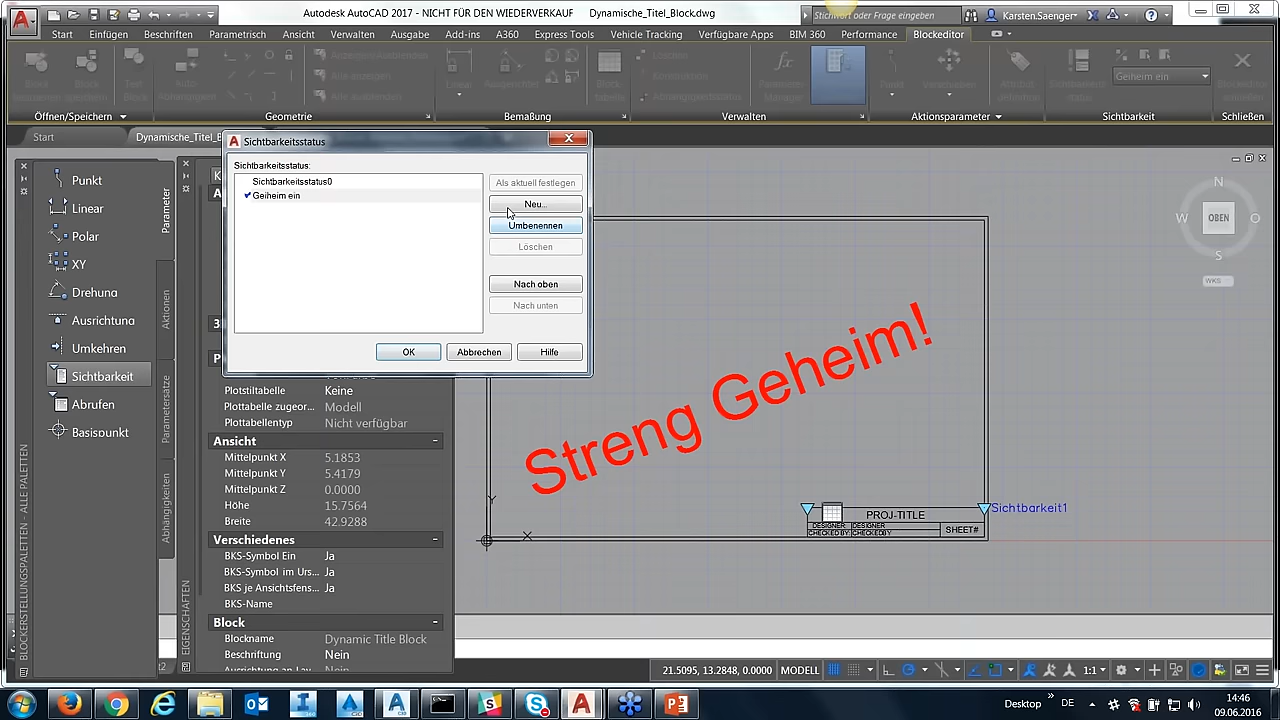 Autodesk AutoCAD 2017 - NICHT FÜR DEN WIEDERVERKAUF Dynamische_Titel_Block.dwg
Stichwort oder Frage eingeben
Karsten.Saenger
Start Einfügen Beschriften Parametrisch Ansicht Verwalten Ausgabe Add-ins A360 Express Tools Vehicle Tracking Verfügbare Apps BIM 360 Performance Blockeditor
Geheim ein
Öffnen/Speichern Geometrie Bemaßung Verwalten Aktionsparameter Sichtbarkeit Schließen
Start
Dynamische_Titel_B
Sichtbarkeitsstatus
Sichtbarkeitsstatus:
Sichtbarkeitsstatus0
Geiheim ein
Als aktuell festlegen
Neu...
Umbenennen
Löschen
Nach oben
Nach unten
OK
Abbrechen
Hilfe
Punkt
Linear
Polar
XY
Drehung
Ausrichtung
Umkehren
Sichtbarkeit
Abrufen
Basispunkt
Parameter
Aktionen
Parametersätze
Abhängigkeiten
BLOCKERSTELLUNGSPALETTEN - ALLE PALETTEN
EIGENSCHAFTEN
Plotstiltabelle Keine
Plottabelle zugeor... Modell
Plottabellentyp Nicht verfügbar
Ansicht
Mittelpunkt X 5.1853
Mittelpunkt Y 5.4179
Mittelpunkt Z 0.0000
Höhe 15.7564
Breite 42.9288
Verschiedenes
BKS-Symbol Ein Ja
BKS-Symbol im Urs... Ja
BKS je Ansichtsfens... Ja
BKS-Name
Block
Blockname Dynamic Title Block
Beschriftung Nein
N
W OBEN O
S
WKS
Streng Geheim!
Y
X
PROJ-TITLE
DESIGNER: DESIGNER
CHECKED BY: CHECKEDBY
SHEET#
Sichtbarkeit1
21.5095, 13.2848, 0.0000 MODELL
1:1
Desktop
DE
14:46
09.06.2016